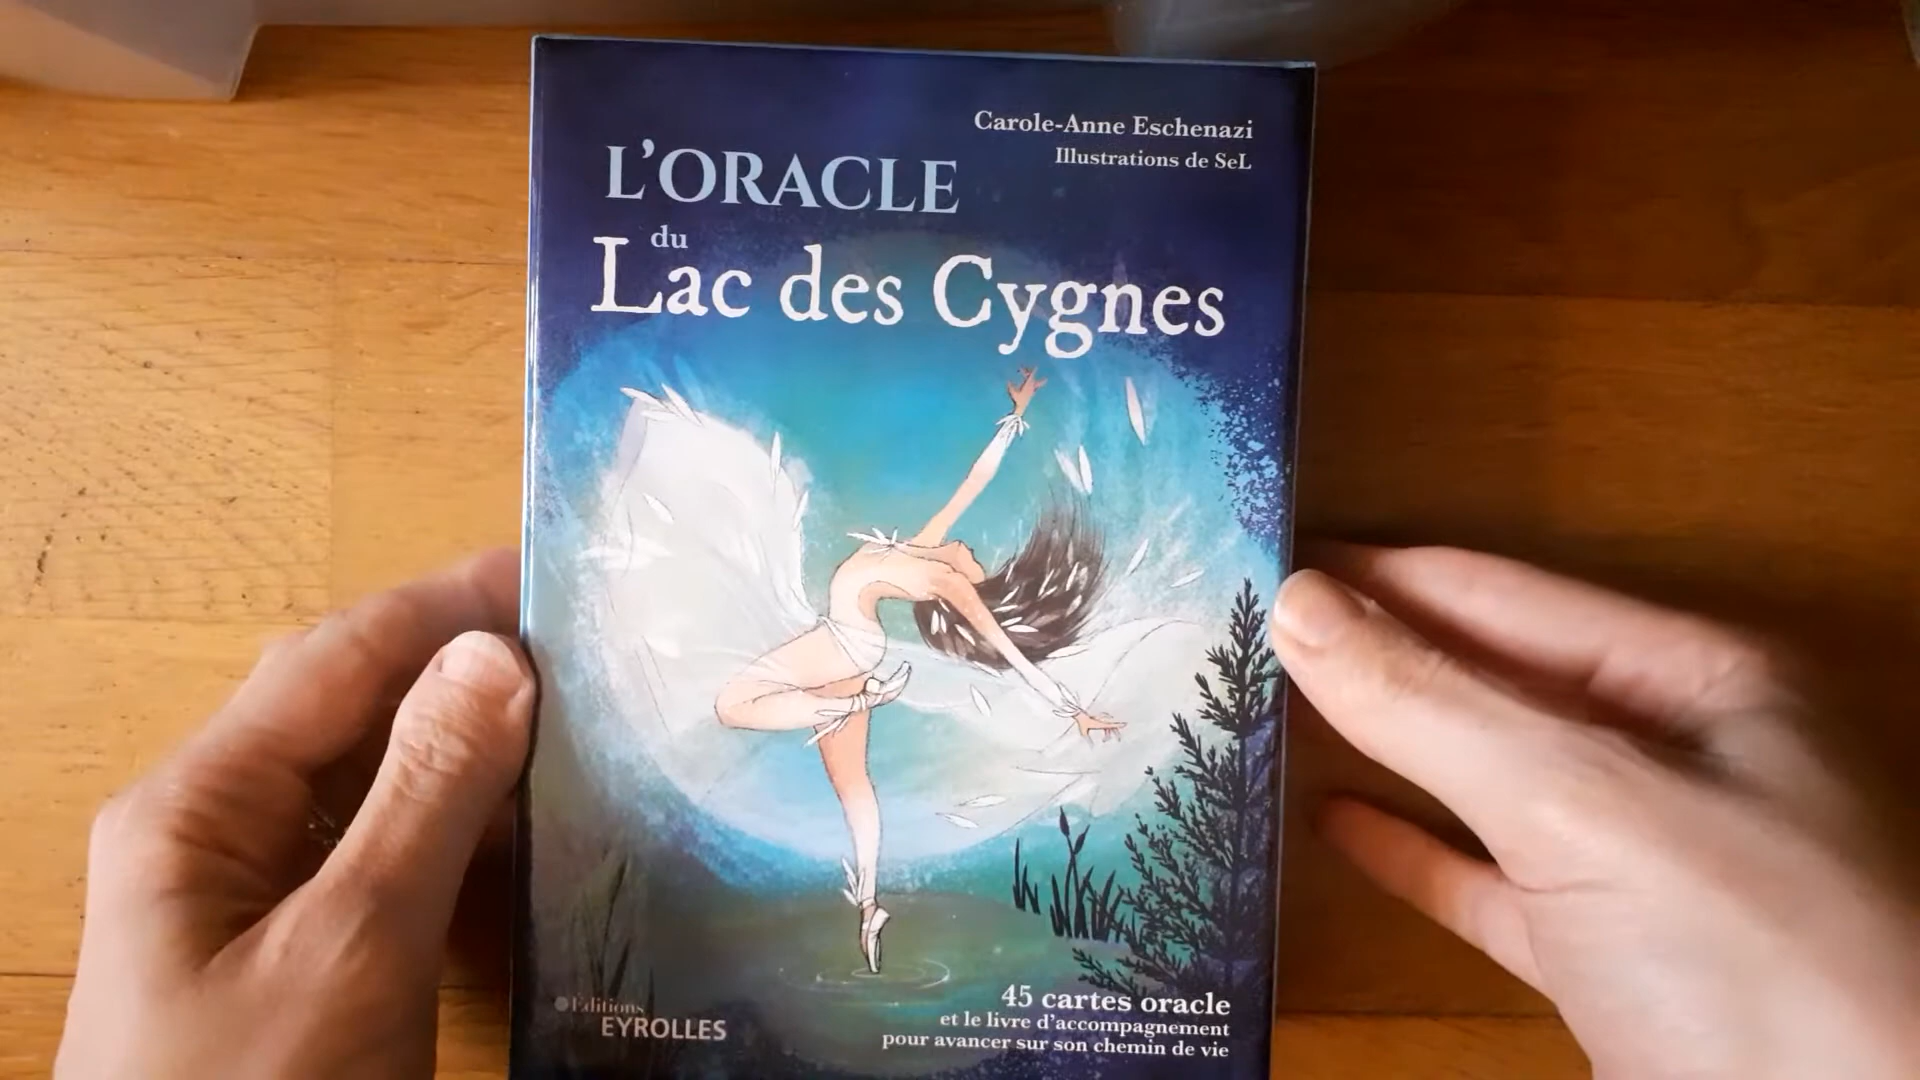 Carole-Anne Eschenazi
Illustrations de SeL
L'ORACLE
du
Lac des Cygnes
45 cartes oracle
et le livre d'accompagnement
pour avancer sur son chemin de vie
Éditions
EYROLLES